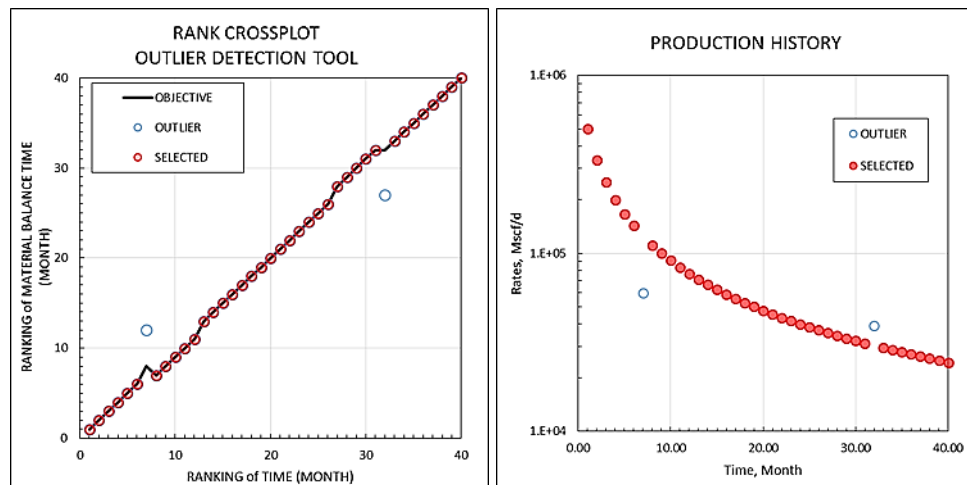 RANK CROSSPLOT
OUTLIER DETECTION TOOL
40
30
20
10
0
0
10
20
30
40
RANKING of MATERIAL BALANCE TIME
(MONTH)
RANKING of TIME (MONTH)
OBJECTIVE
OUTLIER
SELECTED
PRODUCTION HISTORY
1.E+06
1.E+05
1.E+04
0.00
10.00
20.00
30.00
40.00
Rates, Mscf/d
Time, Month
OUTLIER
SELECTED